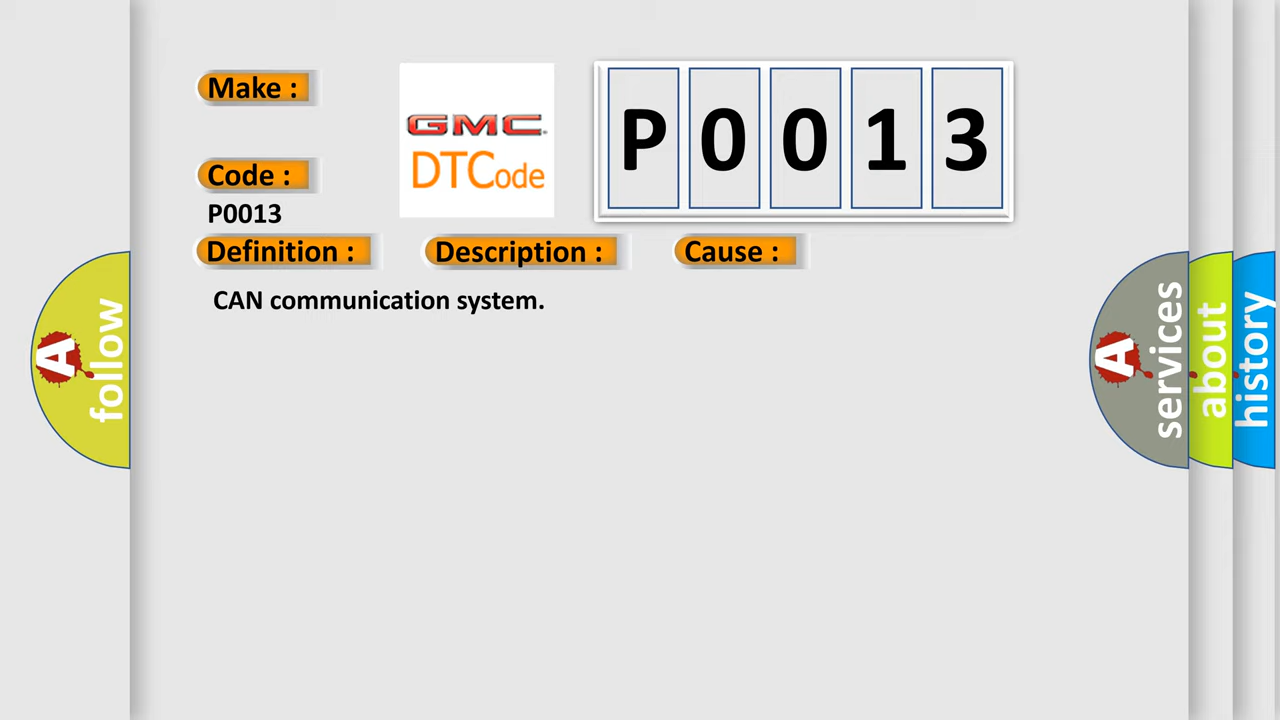 Make :
GMC
DTCode
P0013
Code :
P0013
Definition :
Description :
Cause :
CAN communication system.
A follow
A services
about
history